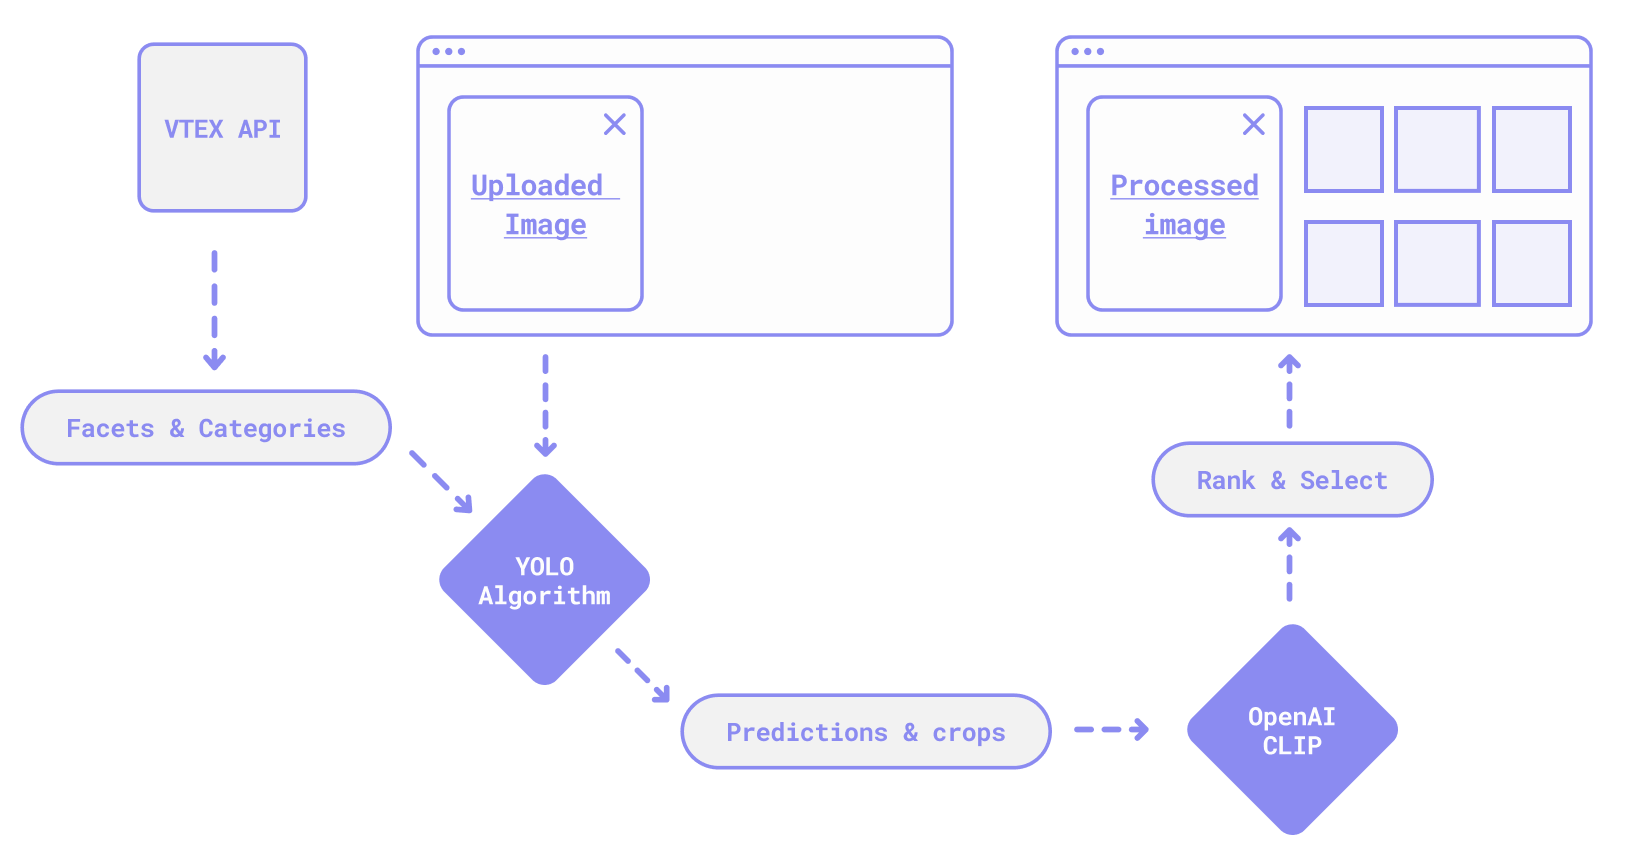 VTEX API
Uploaded
Image
Processed
image
Facets & Categories
Rank & Select
YOLO
Algorithm
Predictions & crops
OpenAI
CLIP